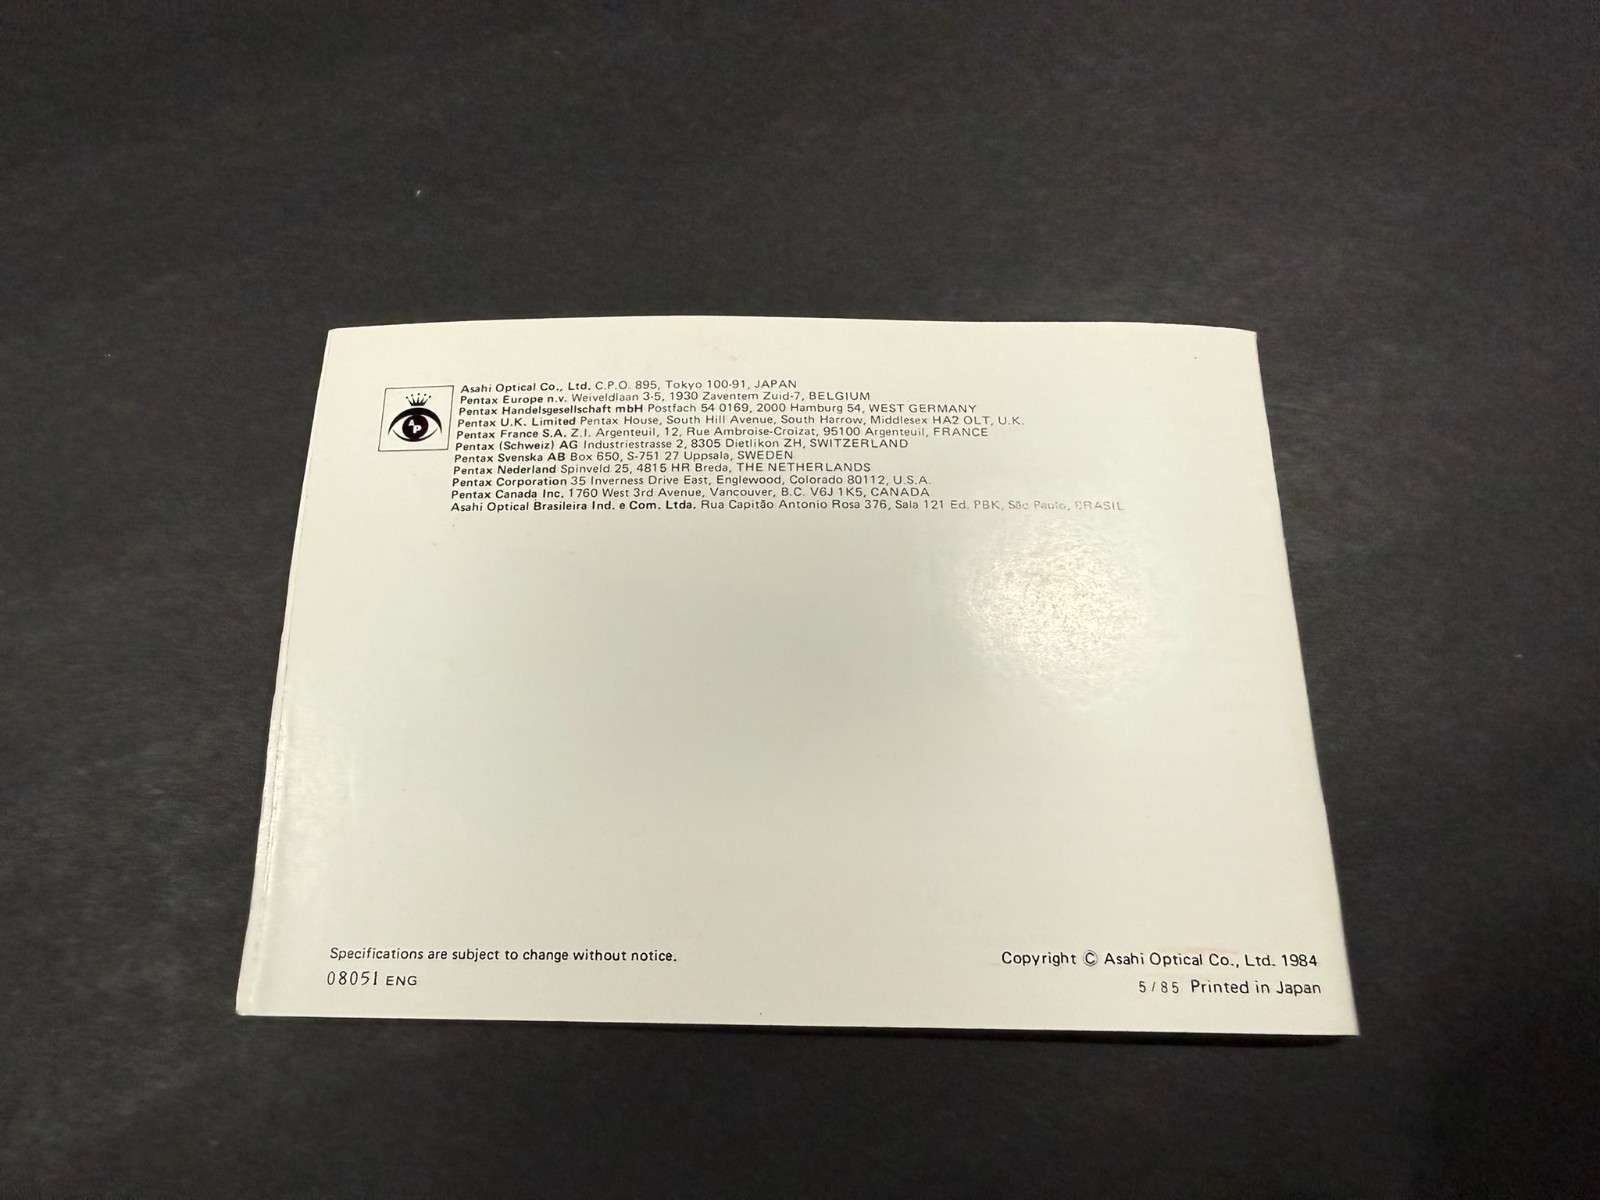 Asahi Optical Co., Ltd. C.P.O. 895, Tokyo 100-91, JAPAN
Pentax Europe n.v. Weiveldlaan 3-5, 1930 Zaventem Zuid-7, BELGIUM
Pentax Handelsgesellschaft mbH Postfach 54 0169, 2000 Hamburg 54, WEST GERMANY
Pentax U.K. Limited Pentax House, South Hill Avenue, South Harrow, Middlesex HA2 OLT, U.K.
Pentax France S.A. Z.I. Argenteuil, 12, Rue Ambroise-Croizat, 95100 Argenteuil, FRANCE
Pentax (Schweiz) AG Industriestrasse 2, 8305 Dietlikon ZH, SWITZERLAND
Pentax Svenska AB Box 650, S-751 27 Uppsala, SWEDEN
Pentax Nederland Spinveld 25, 4815 HR Breda, THE NETHERLANDS
Pentax Corporation 35 Inverness Drive East, Englewood, Colorado 80112, U.S.A.
Pentax Canada Inc. 1760 West 3rd Avenue, Vancouver, B.C. V6J 1K5, CANADA
Asahi Optical Brasileira Ind. e Com. Ltda. Rua Capitão Antonio Rosa 376, Sala 121 Ed. PBK, São Paulo, BRASIL
AP
Specifications are subject to change without notice.
08051 ENG
Copyright © Asahi Optical Co., Ltd. 1984
5/85 Printed in Japan